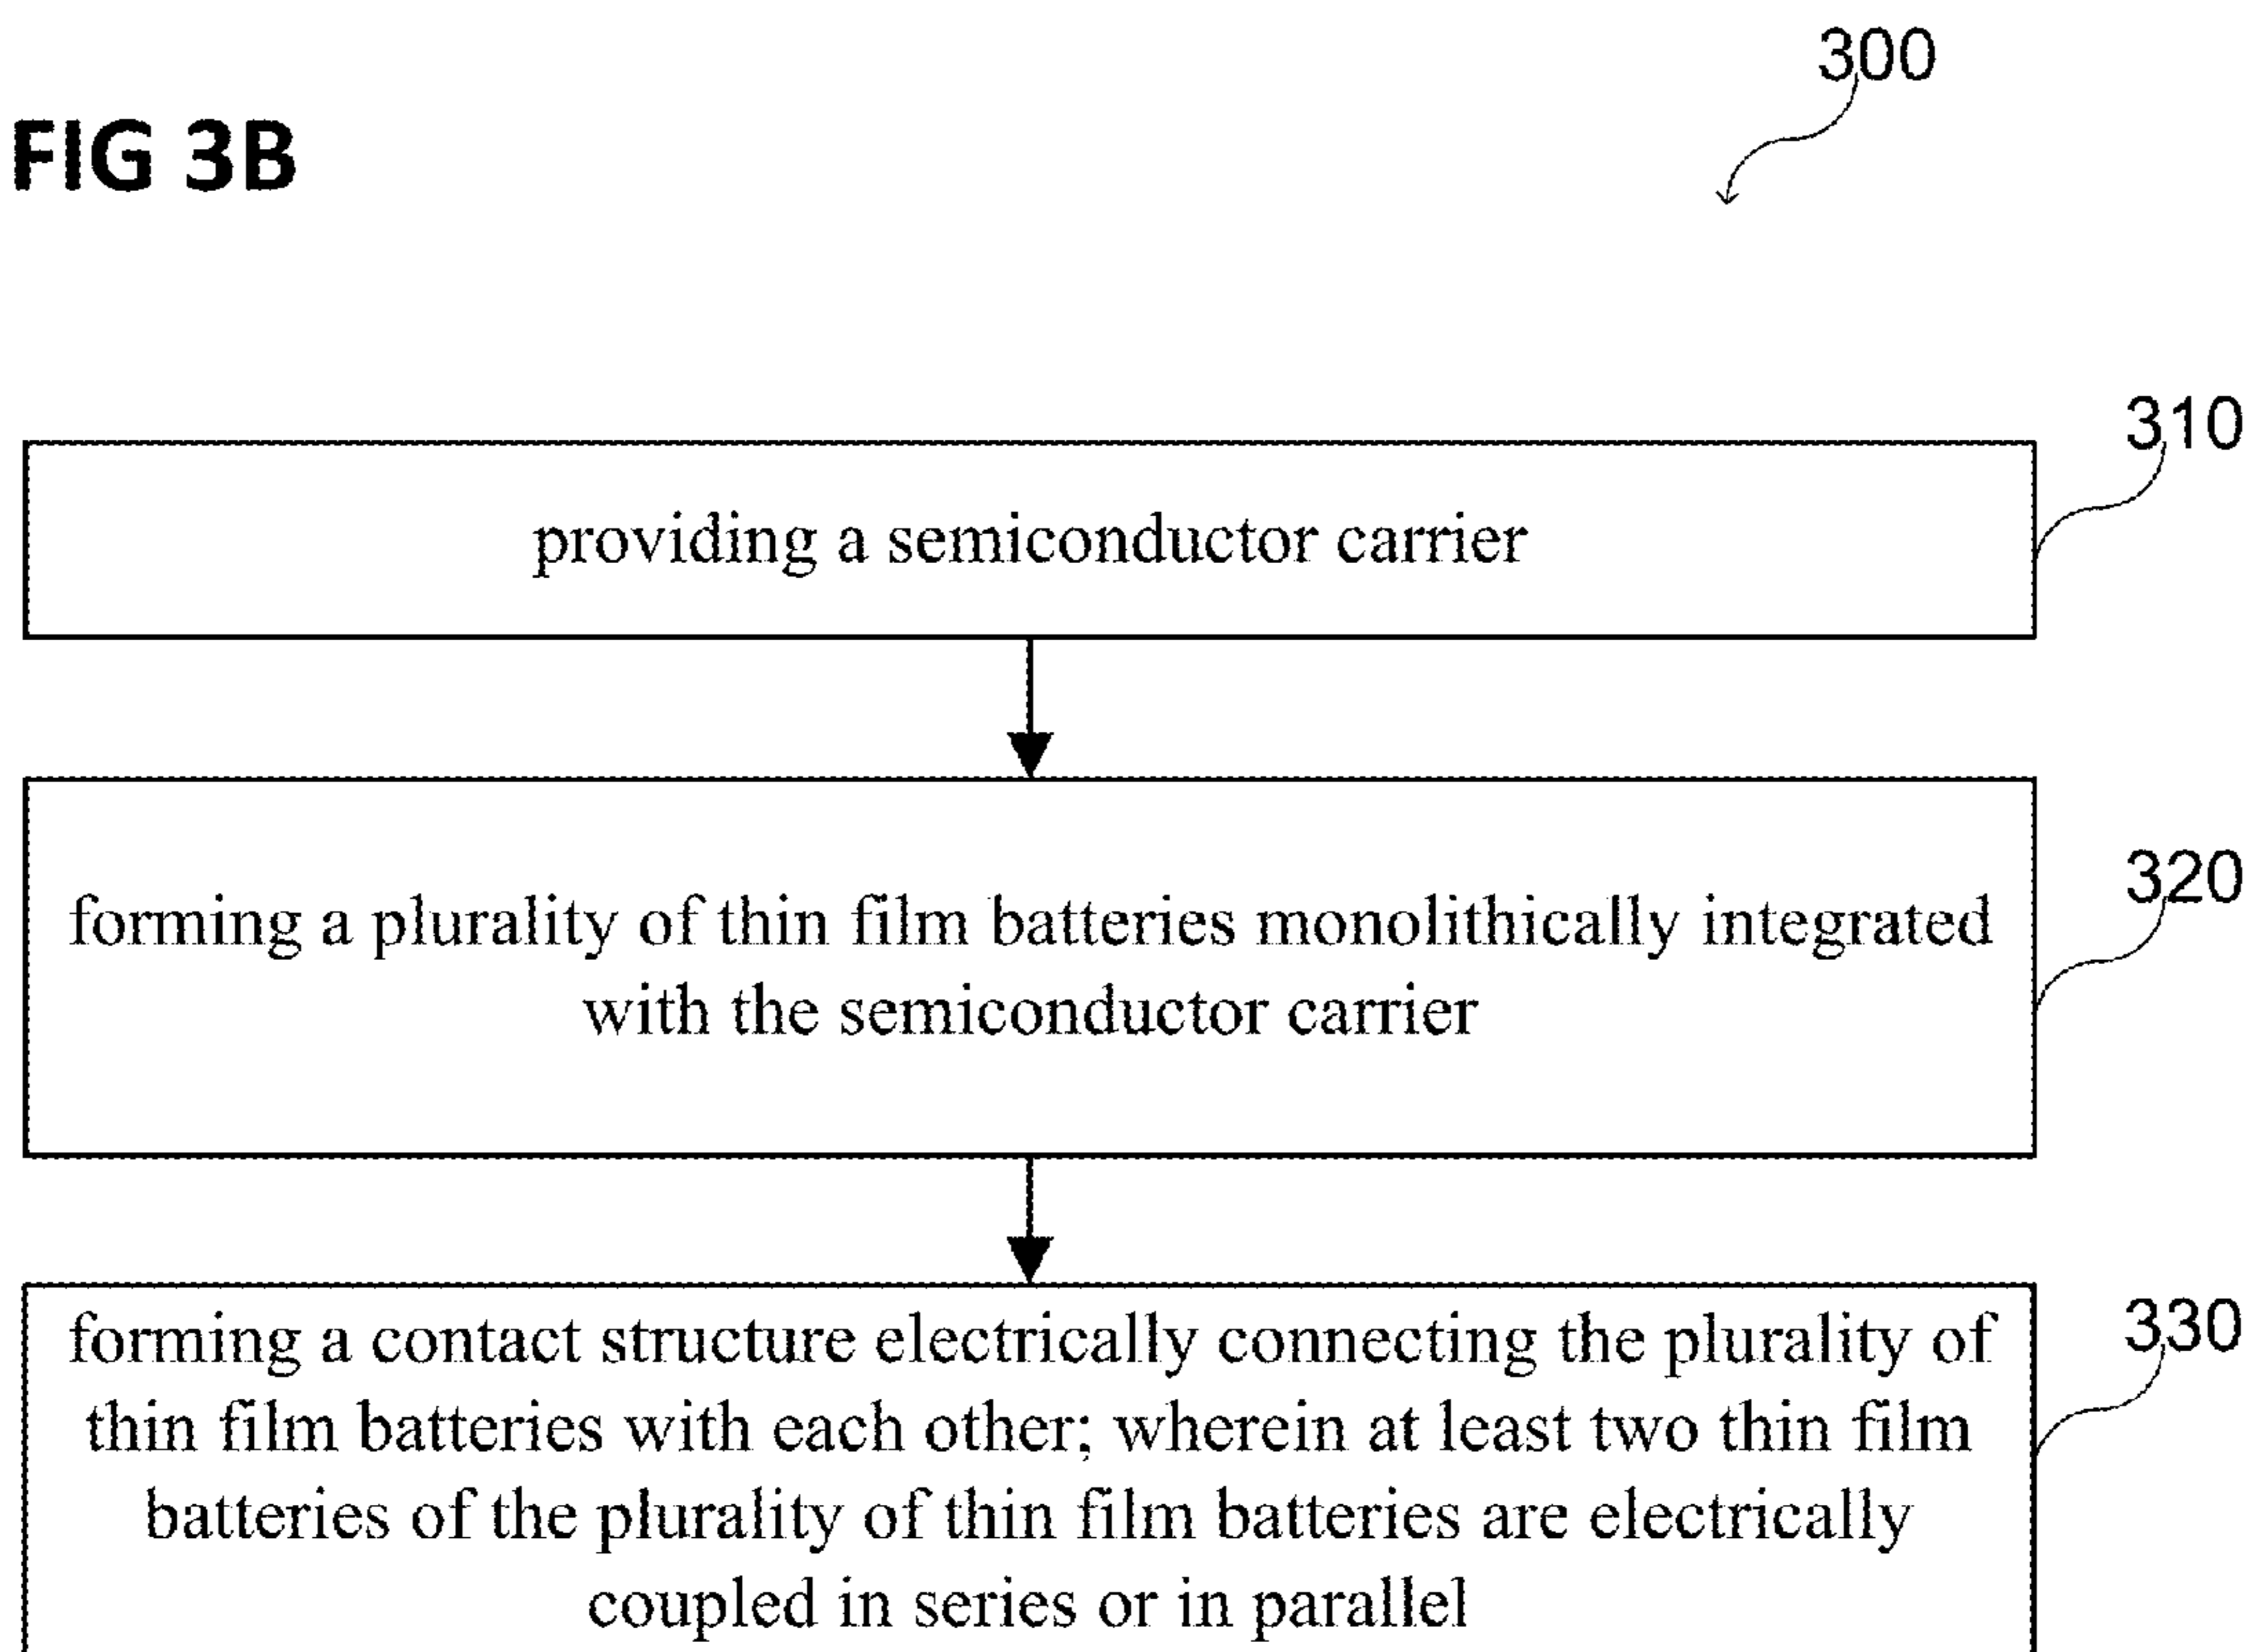 300
FIG 3B
310
providing a semiconductor carrier
320
forming a plurality of thin film batteries monolithically integrated
with the semiconductor carrier
330
forming a contact structure electrically connecting the plurality of
thin film batteries with each other; wherein at least two thin film
batteries of the plurality of thin film batteries are electrically
coupled in series or in parallel